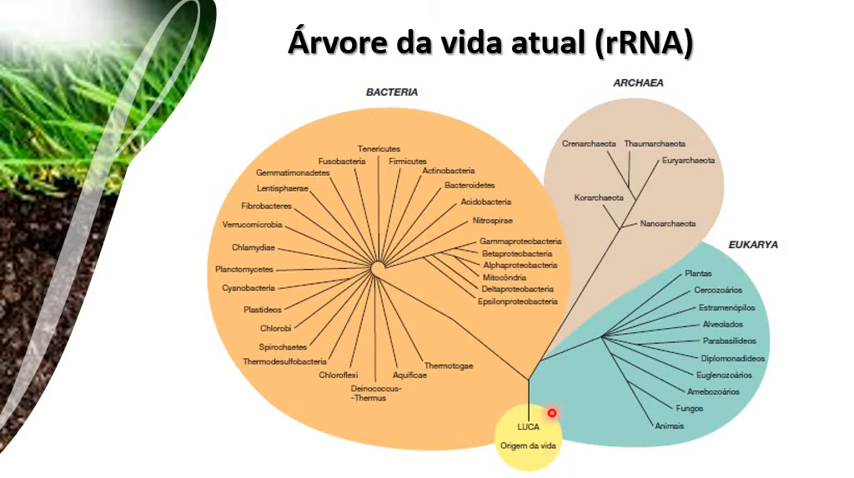 Árvore da vida atual (rRNA)
BACTERIA
ARCHAEA
EUKARYA
Tenericutes
Fusobacteria
Firmicutes
Gemmatimonadetes
Actinobacteria
Lentisphaerae
Bacteroidetes
Fibrobacteres
Acidobacteria
Verrucomicrobia
Nitrospirae
Chlamydiae
Gammaproteobacteria
Betaproteobacteria
Planctomycetes
Alphaproteobacteria
Mitocôndria
Cyanobacteria
Deltaproteobacteria
Epsilonproteobacteria
Plastídeos
Chlorobi
Spirochaetes
Thermodesulfobacteria
Chloroflexi
Deinococcus-
-Thermus
Aquificae
Thermotogae
Crenarchaeota
Thaumarchaeota
Euryarchaeota
Korarchaeota
Nanoarchaeota
Plantas
Cercozoários
Estramenópilos
Alveolados
Parabasilídeos
Diplomonadídeos
Euglenozoários
Amebozoários
Fungos
Animais
LUCA
Origem da vida